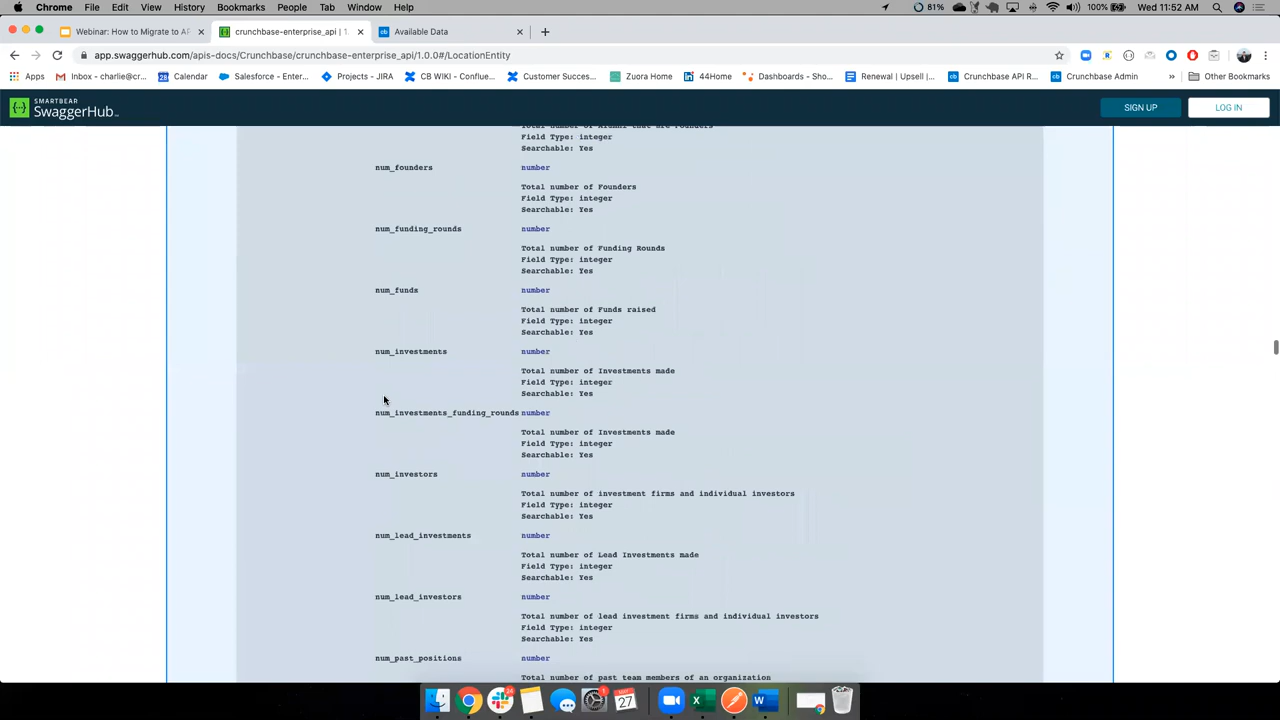 Chrome File Edit View History Bookmarks People Tab Window Help 81% 100% Wed 11:52 AM
Webinar: How to Migrate to AP crunchbase-enterprise_api | 1. Available Data
app.swaggerhub.com/apis-docs/Crunchbase/crunchbase-enterprise_api/1.0.0#/LocationEntity
Apps Inbox - charlie@cr... Calendar Salesforce - Enter... Projects - JIRA CB WIKI - Conflue... Customer Succes... Zuora Home 44Home Dashboards - Sho... Renewal | Upsell |... Crunchbase API R... Crunchbase Admin » Other Bookmarks
SMARTBEAR
SwaggerHub
SIGN UP LOG IN
Total number of Alumni that are Founders
Field Type: integer
Searchable: Yes
num_founders number
Total number of Founders
Field Type: integer
Searchable: Yes
num_funding_rounds number
Total number of Funding Rounds
Field Type: integer
Searchable: Yes
num_funds number
Total number of Funds raised
Field Type: integer
Searchable: Yes
num_investments number
Total number of Investments made
Field Type: integer
Searchable: Yes
num_investments_funding_rounds number
Total number of Investments made
Field Type: integer
Searchable: Yes
num_investors number
Total number of investment firms and individual investors
Field Type: integer
Searchable: Yes
num_lead_investments number
Total number of Lead Investments made
Field Type: integer
Searchable: Yes
num_lead_investors number
Total number of lead investment firms and individual investors
Field Type: integer
Searchable: Yes
num_past_positions number
Total number of past team members of an organization
MAY
27